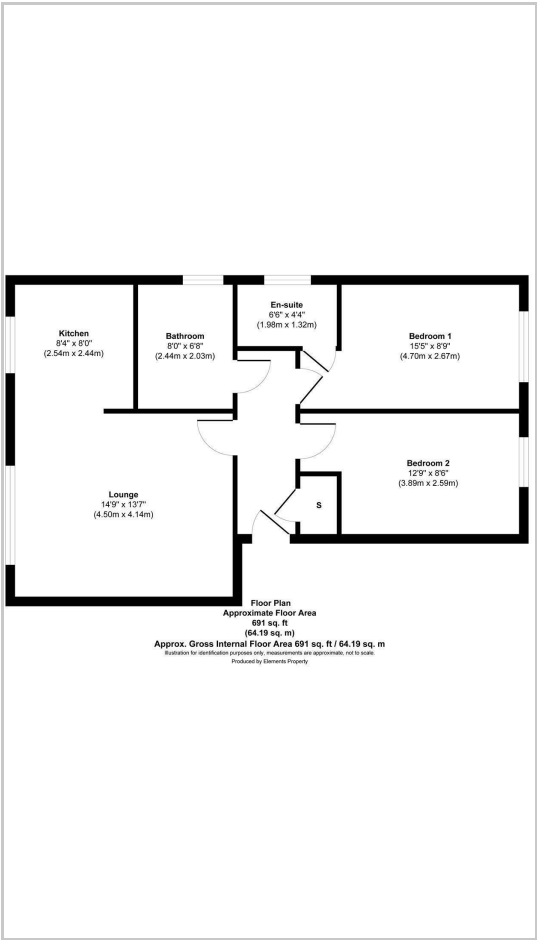 Kitchen
8'4" x 8'0"
(2.54m x 2.44m)
Bathroom
8'0" x 6'8"
(2.44m x 2.03m)
En-suite
6'6" x 4'4"
(1.98m x 1.32m)
Bedroom 1
15'5" x 8'9"
(4.70m x 2.67m)
Lounge
14'9" x 13'7"
(4.50m x 4.14m)
Bedroom 2
12'9" x 8'6"
(3.89m x 2.59m)
S
Floor Plan
Approximate Floor Area
691 sq. ft
(64.19 sq. m)
Approx. Gross Internal Floor Area 691 sq. ft / 64.19 sq. m
Illustration for identification purposes only, measurements are approximate, not to scale.
Produced by Elements Property